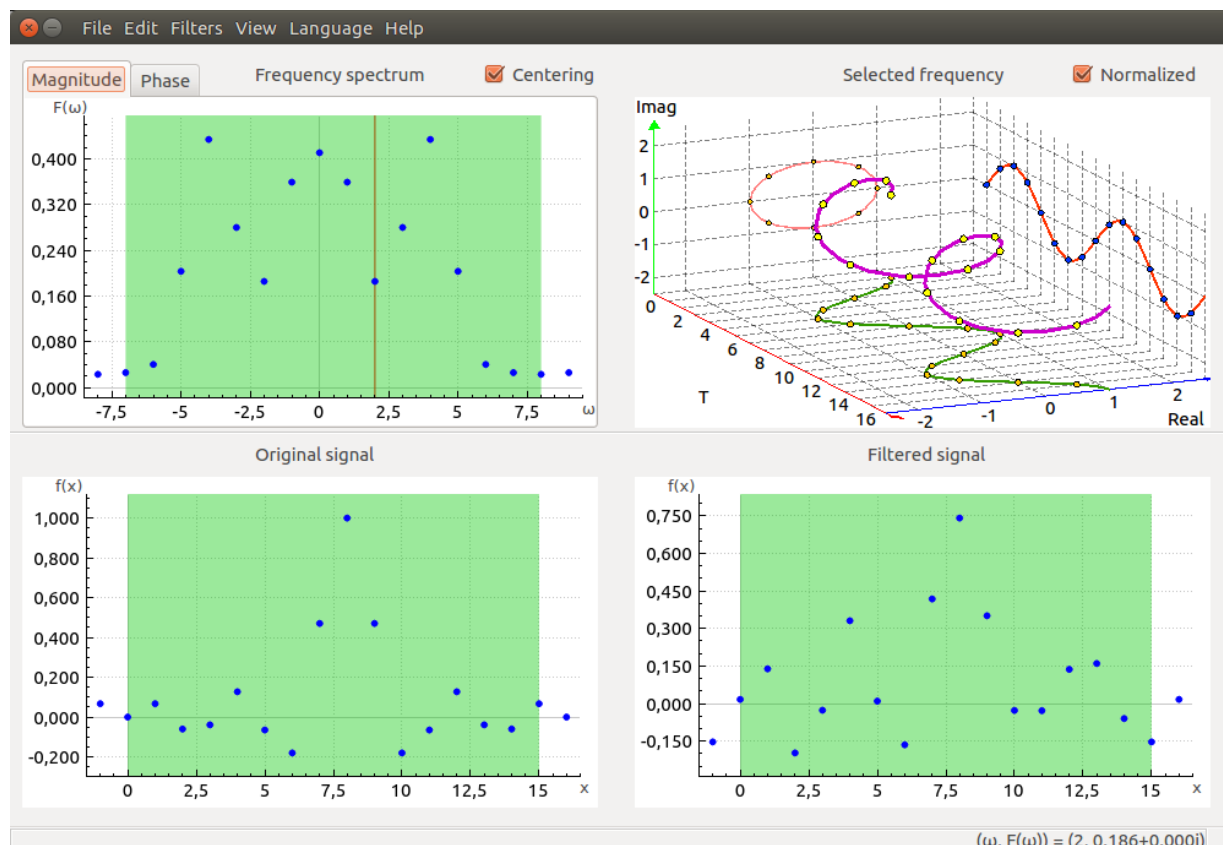 File Edit Filters View Language Help
Magnitude Phase Frequency spectrum Centering
F(ω)
0,400
0,320
0,240
0,160
0,080
0,000
-7,5 -5 -2,5 0 2,5 5 7,5 ω
Selected frequency Normalized
Imag
2
1
0
-1
-2
0 2 4 6 8 10 12 14 16
T
-2 -1 0 1 2
Real
Original signal
f(x)
1,000
0,800
0,600
0,400
0,200
0,000
-0,200
0 2,5 5 7,5 10 12,5 15 x
Filtered signal
f(x)
0,750
0,600
0,450
0,300
0,150
0,000
-0,150
0 2,5 5 7,5 10 12,5 15 x
(ω, F(ω)) = (2, 0.186+0.000i)